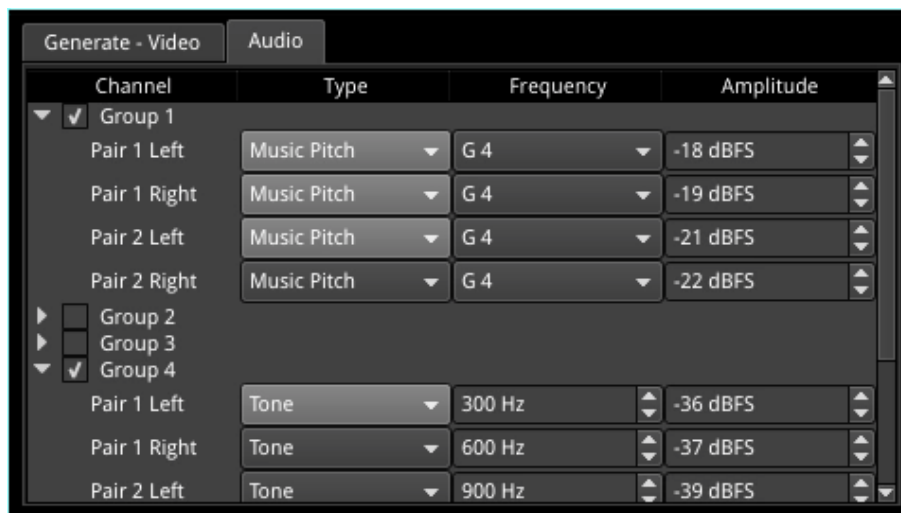 Generate - Video Audio
Channel Type Frequency Amplitude
Group 1
Pair 1 Left Music Pitch G 4 -18 dBFS
Pair 1 Right Music Pitch G 4 -19 dBFS
Pair 2 Left Music Pitch G 4 -21 dBFS
Pair 2 Right Music Pitch G 4 -22 dBFS
Group 2
Group 3
Group 4
Pair 1 Left Tone 300 Hz -36 dBFS
Pair 1 Right Tone 600 Hz -37 dBFS
Pair 2 Left Tone 900 Hz -39 dBFS